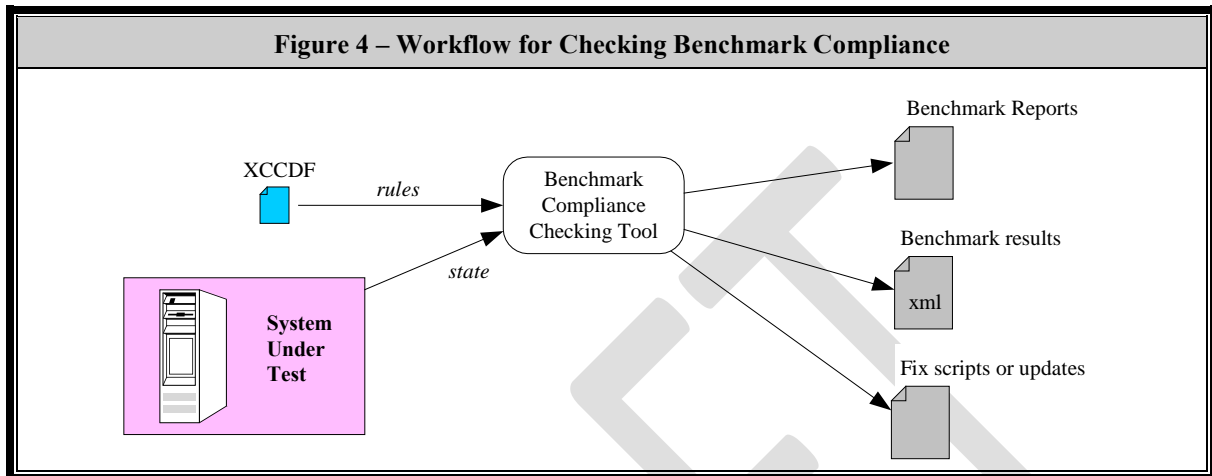 Figure 4 – Workflow for Checking Benchmark Compliance
Benchmark Reports
XCCDF
rules
Benchmark
Compliance
Checking Tool
Benchmark results
xml
state
System
Under
Test
Fix scripts or updates